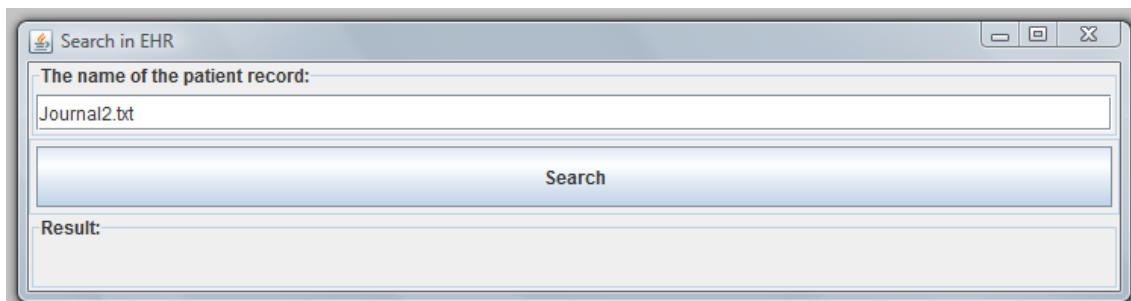 Search in EHR
The name of the patient record:
Journal2.txt
Search
Result: